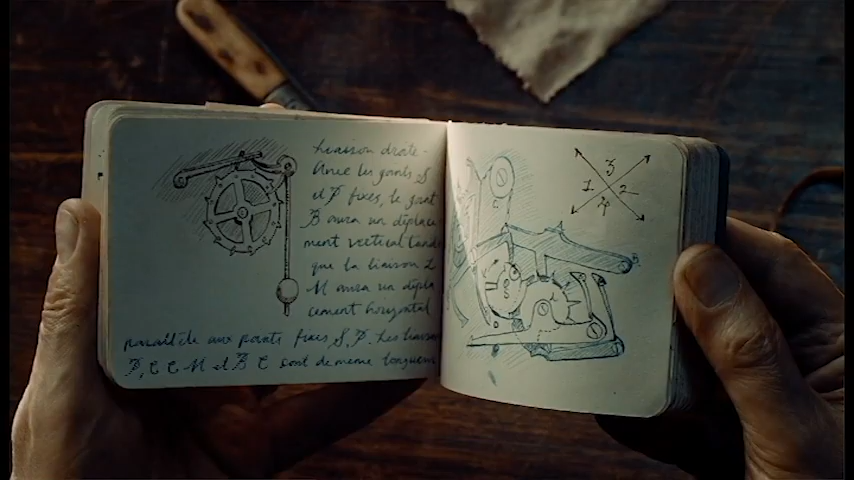 Liaison droite.
Avec les points S
et P fixes, le point
B aura un déplace
ment vertical tandis
que la liaison L
M aura un dépla
cement horizontal
parallèle aux points fixes S, P. Les liaisons
C M et B C sont de même longueur
3
1 2
4